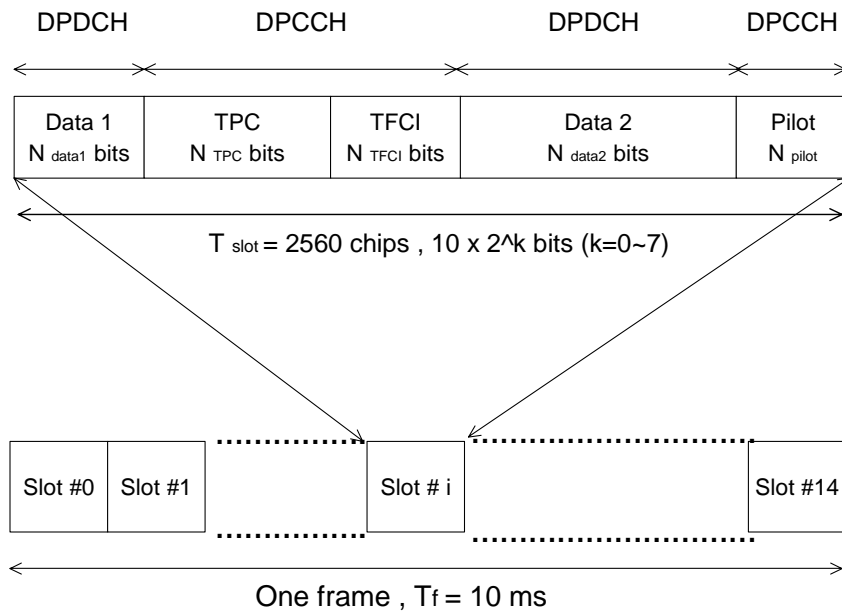 DPDCH DPCCH DPDCH DPCCH
Data 1 TPC TFCI Data 2 Pilot
N data1 bits N TPC bits N TFCI bits N data2 bits N pilot
T slot = 2560 chips , 10 x 2^k bits (k=0~7)
Slot #0 Slot #1 Slot # i Slot #14
One frame , Tf = 10 ms